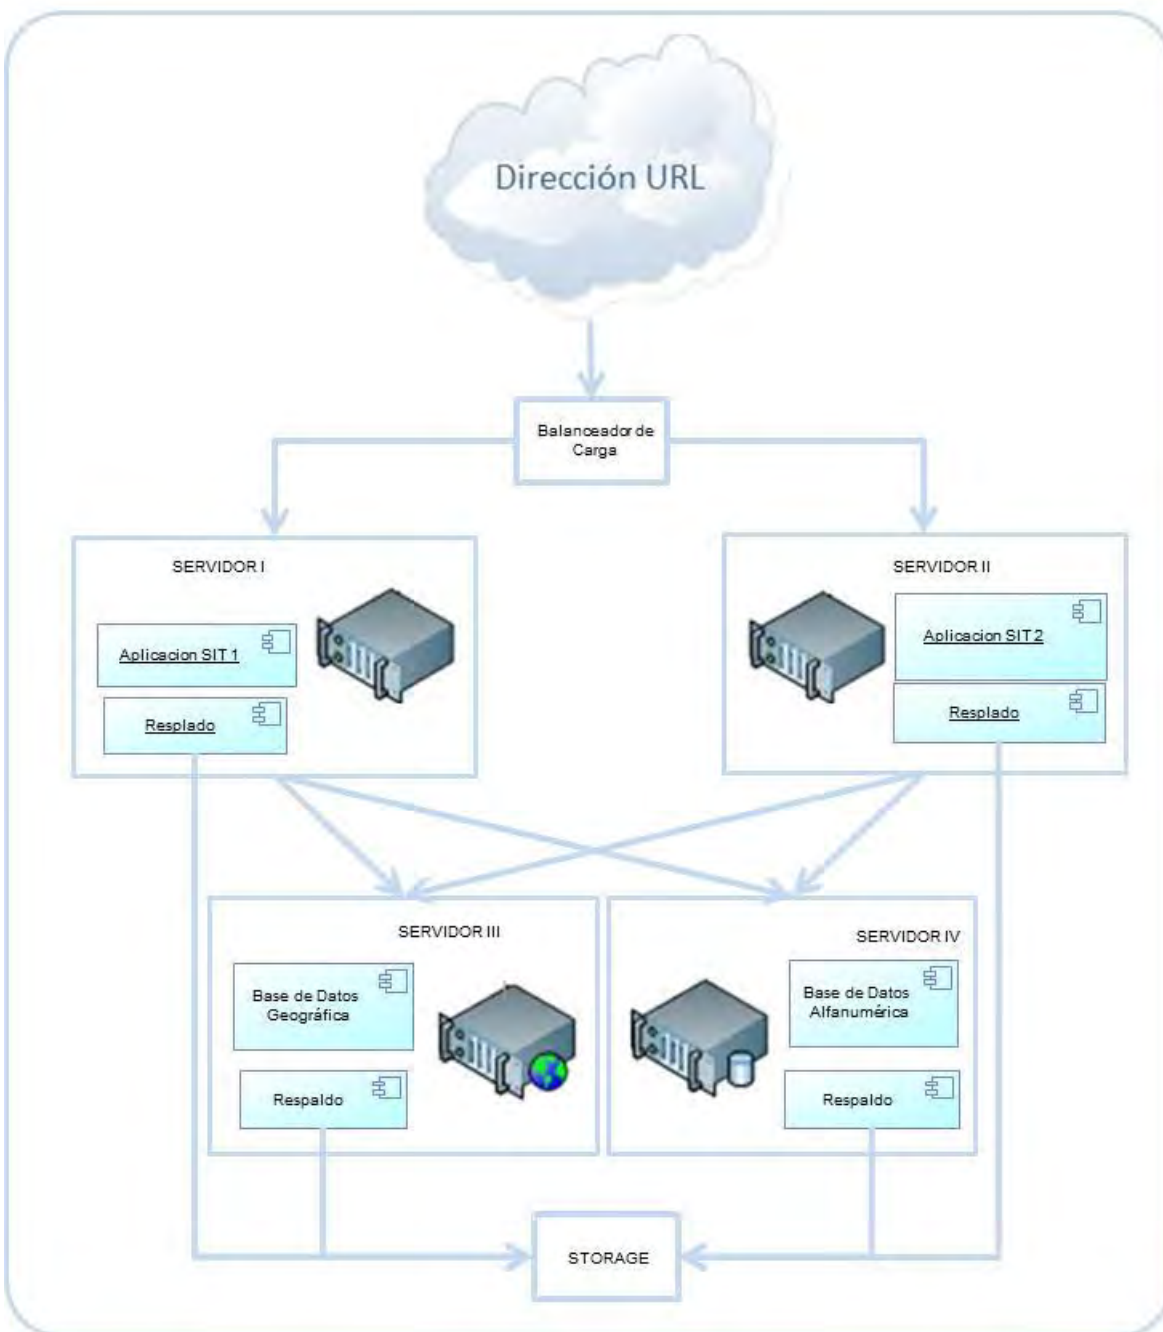 Dirección URL
Balanceador de
Carga
SERVIDOR I
Aplicacion SIT 1
Resplado
SERVIDOR II
Aplicacion SIT 2
Resplado
SERVIDOR III
Base de Datos
Geográfica
Respaldo
SERVIDOR IV
Base de Datos
Alfanumérica
Respaldo
STORAGE